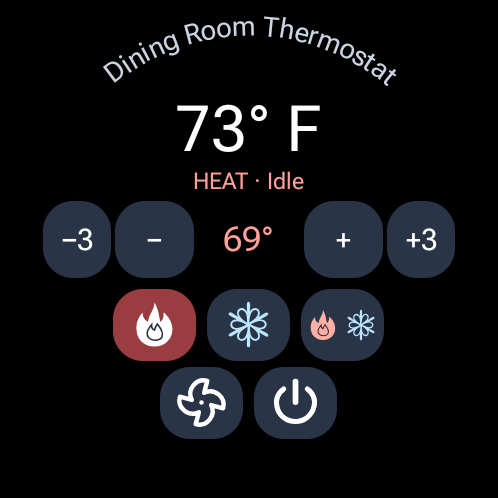 Dining Room Thermostat
73° F
HEAT · Idle
−3 − 69° + +3